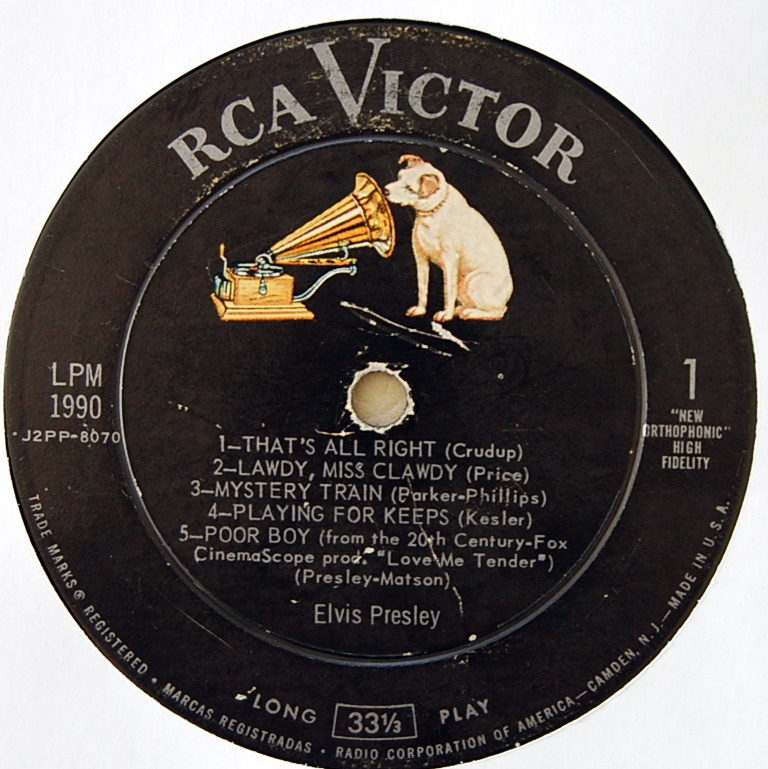 RCA VICTOR
LPM
1990
J2PP-8070
1
"NEW
ORTHOPHONIC"
HIGH
FIDELITY
1—THAT'S ALL RIGHT (Crudup)
2—LAWDY, MISS CLAWDY (Price)
3—MYSTERY TRAIN (Parker-Phillips)
4—PLAYING FOR KEEPS (Kesler)
5—POOR BOY (from the 20th Century-Fox
CinemaScope prod. "Love Me Tender")
(Presley-Matson)
Elvis Presley
LONG 33⅓ PLAY
TRADE MARKS ® REGISTERED • MARCAS REGISTRADAS • RADIO CORPORATION OF AMERICA—CAMDEN, N. J.—MADE IN U.S.A.